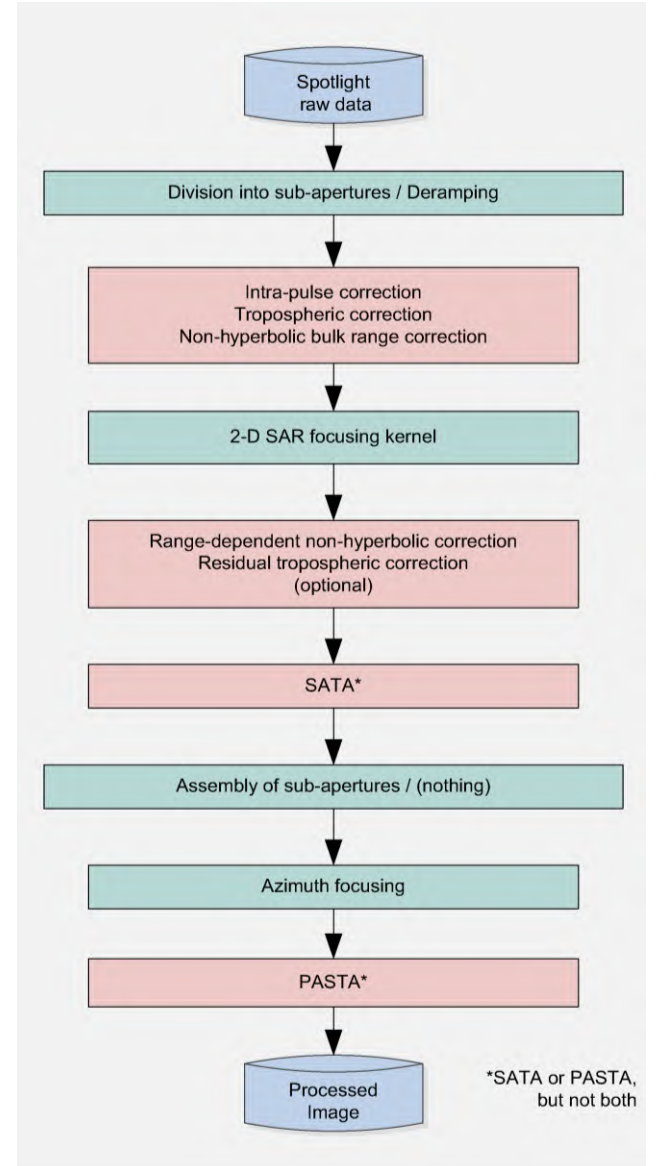 Spotlight
raw data
Division into sub-apertures / Deramping
Intra-pulse correction
Tropospheric correction
Non-hyperbolic bulk range correction
2-D SAR focusing kernel
Range-dependent non-hyperbolic correction
Residual tropospheric correction
(optional)
SATA*
Assembly of sub-apertures / (nothing)
Azimuth focusing
PASTA*
Processed
Image
*SATA or PASTA,
but not both